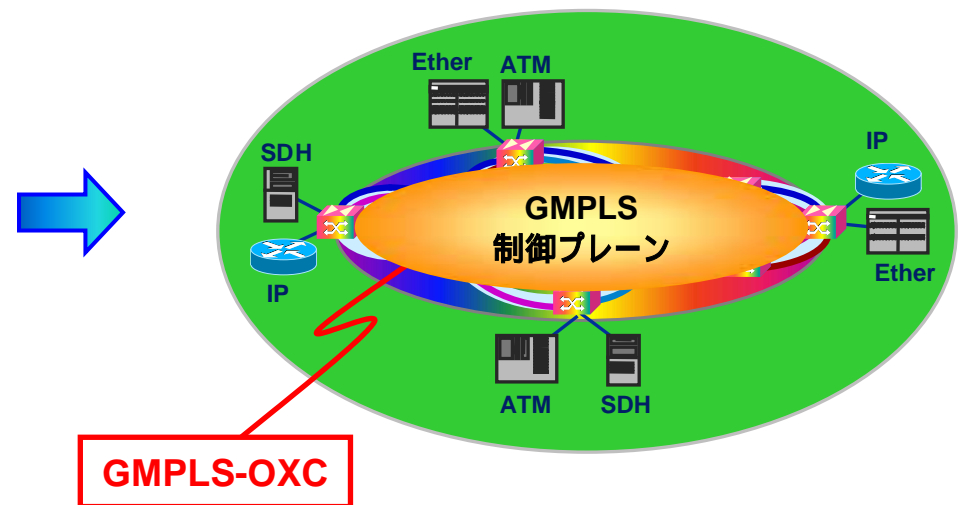 Ether
ATM
SDH
IP
GMPLS
制御プレーン
IP
Ether
ATM
SDH
GMPLS-OXC